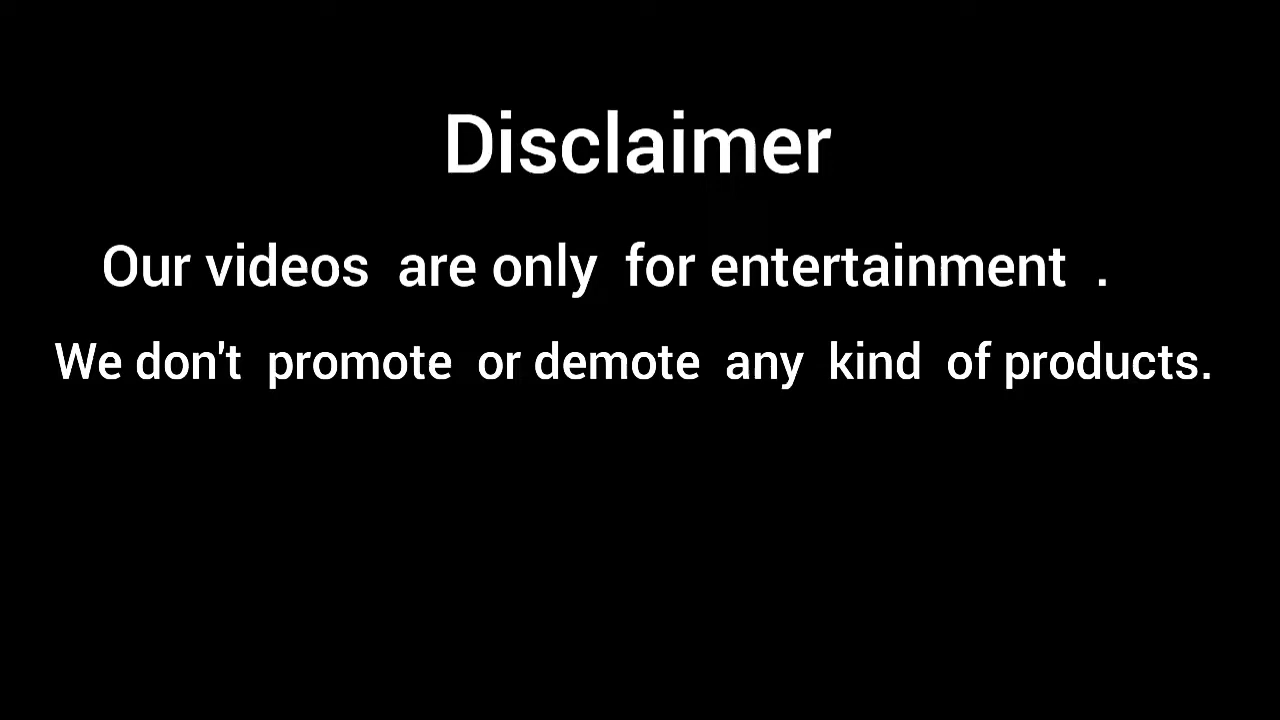 Disclaimer
Our videos are only for entertainment .
We don't promote or demote any kind of products.